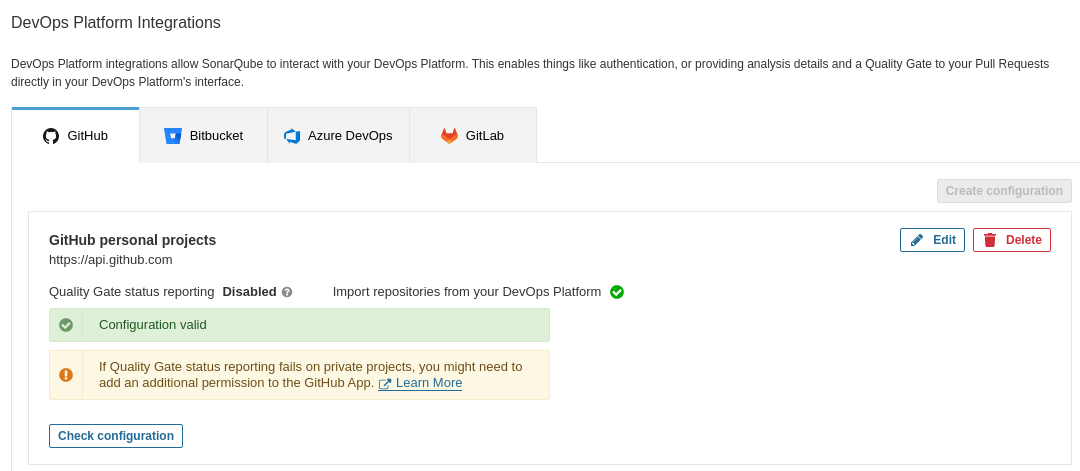 DevOps Platform Integrations
DevOps Platform integrations allow SonarQube to interact with your DevOps Platform. This enables things like authentication, or providing analysis details and a Quality Gate to your Pull Requests
directly in your DevOps Platform's interface.
GitHub Bitbucket Azure DevOps GitLab
Create configuration
GitHub personal projects Edit Delete
https://api.github.com
Quality Gate status reporting Disabled ? Import repositories from your DevOps Platform
Configuration valid
If Quality Gate status reporting fails on private projects, you might need to
add an additional permission to the GitHub App. Learn More
Check configuration